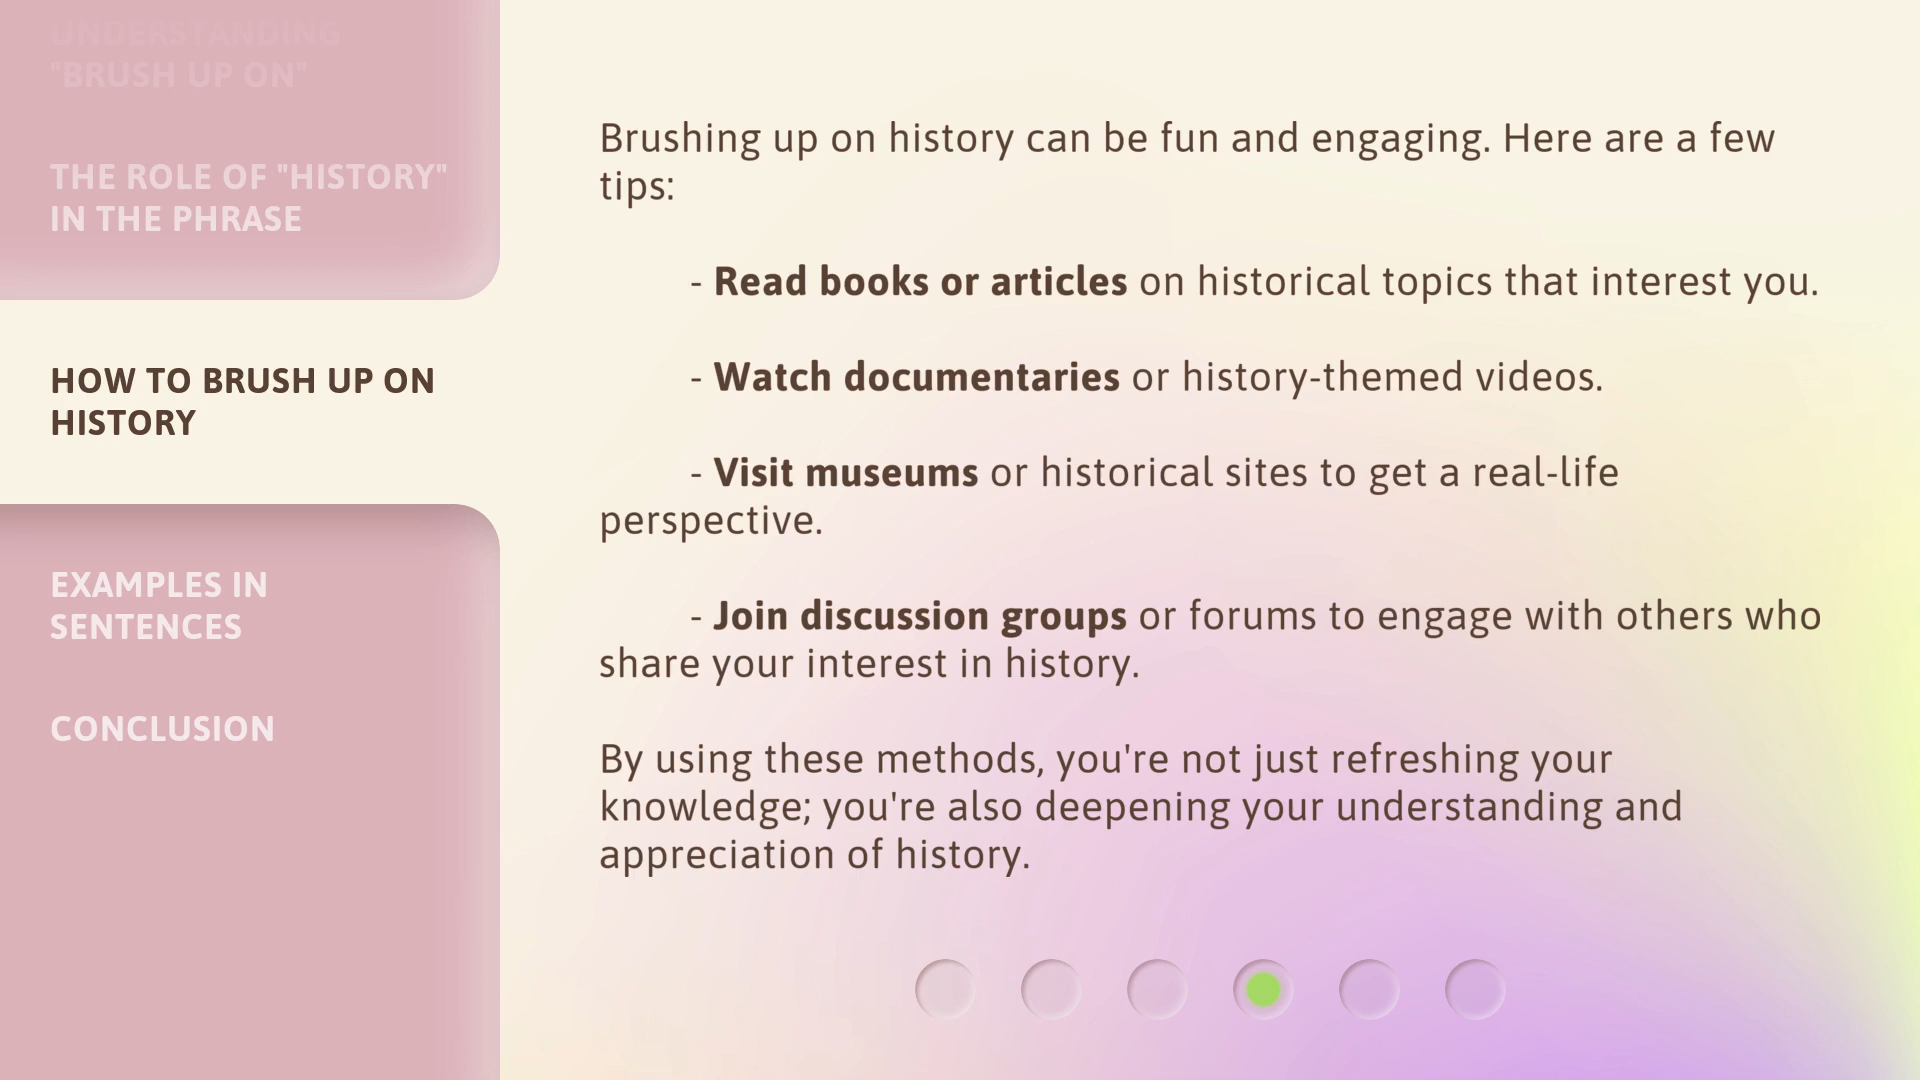 UNDERSTANDING
"BRUSH UP ON"
THE ROLE OF "HISTORY"
IN THE PHRASE
HOW TO BRUSH UP ON
HISTORY
EXAMPLES IN
SENTENCES
CONCLUSION
Brushing up on history can be fun and engaging. Here are a few
tips:
- Read books or articles on historical topics that interest you.
- Watch documentaries or history-themed videos.
- Visit museums or historical sites to get a real-life
perspective.
- Join discussion groups or forums to engage with others who
share your interest in history.
By using these methods, you're not just refreshing your
knowledge; you're also deepening your understanding and
appreciation of history.